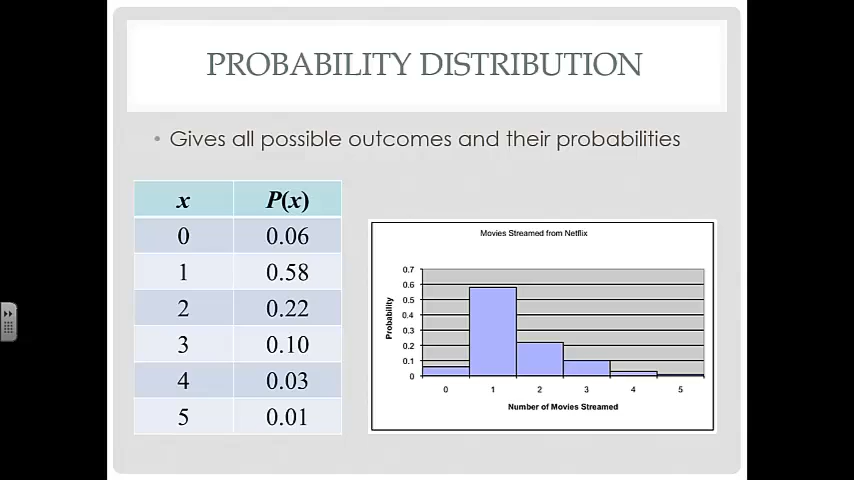 PROBABILITY DISTRIBUTION
• Gives all possible outcomes and their probabilities
x P(x)
0 0.06
1 0.58
2 0.22
3 0.10
4 0.03
5 0.01
Movies Streamed from Netflix
Probability
0.7
0.6
0.5
0.4
0.3
0.2
0.1
0
0 1 2 3 4 5
Number of Movies Streamed